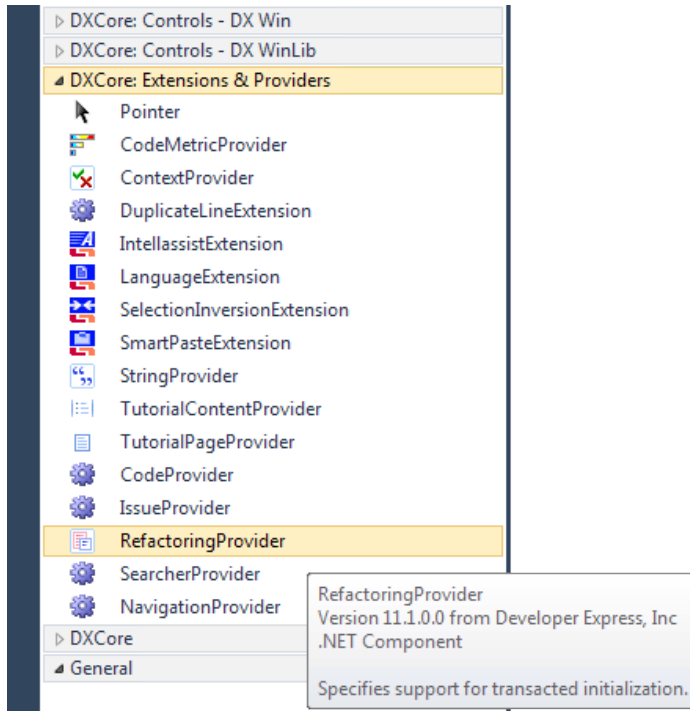 DXCore: Controls - DX Win
DXCore: Controls - DX WinLib
DXCore: Extensions & Providers
Pointer
CodeMetricProvider
ContextProvider
DuplicateLineExtension
IntellassistExtension
LanguageExtension
SelectionInversionExtension
SmartPasteExtension
StringProvider
TutorialContentProvider
TutorialPageProvider
CodeProvider
IssueProvider
RefactoringProvider
SearcherProvider
NavigationProvider
DXCore
General
RefactoringProvider
Version 11.1.0.0 from Developer Express, Inc
.NET Component
Specifies support for transacted initialization.